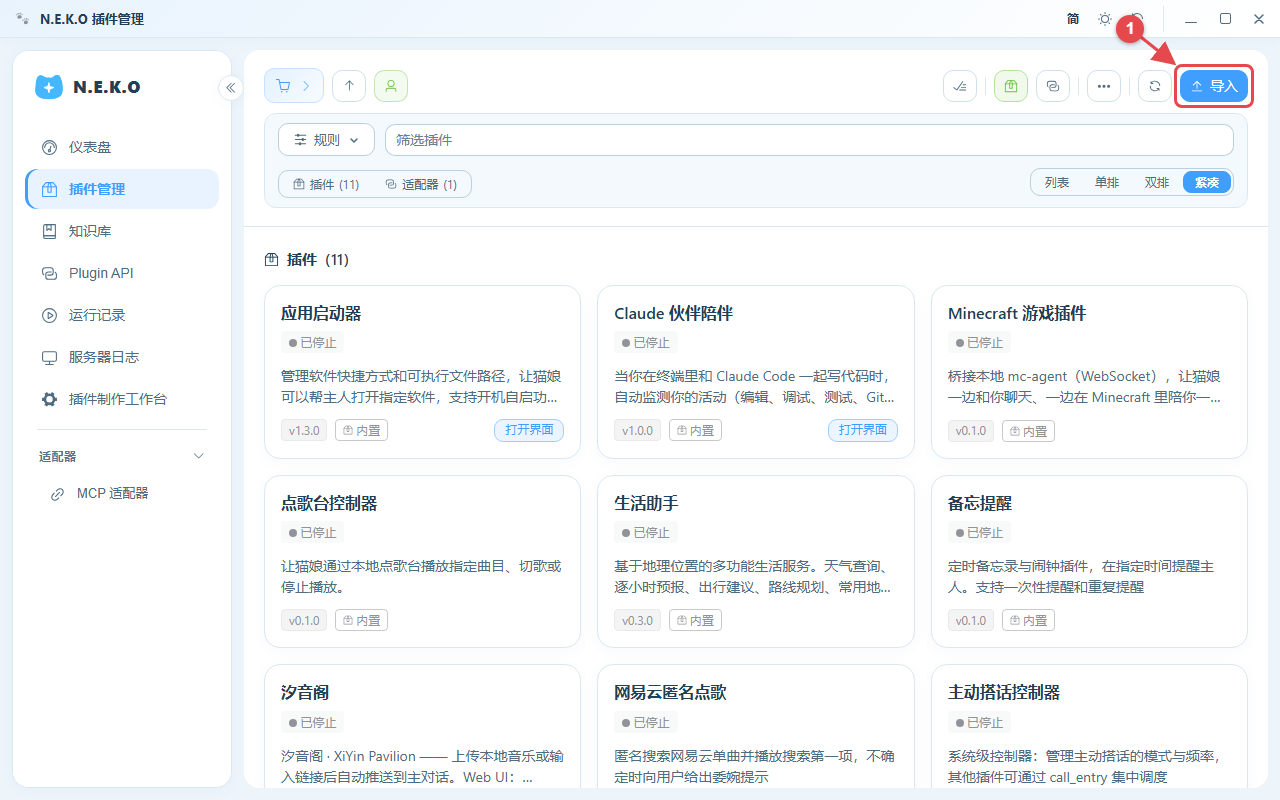 N.E.K.O 插件管理
简
1
N.E.K.O
导入
仪表盘
插件管理
知识库
Plugin API
运行记录
服务器日志
插件制作工作台
适配器
MCP 适配器
规则
筛选插件
插件 (11)
适配器 (1)
列表
单排
双排
紧凑
插件 (11)
应用启动器
已停止
管理软件快捷方式和可执行文件路径，让猫娘
可以帮主人打开指定软件，支持开机自启功...
v1.3.0
内置
打开界面
Claude 伙伴陪伴
已停止
当你在终端里和 Claude Code 一起写代码时，
自动监测你的活动（编辑、调试、测试、Git...
v1.0.0
内置
打开界面
Minecraft 游戏插件
已停止
桥接本地 mc-agent（WebSocket），让猫娘
一边和你聊天、一边在 Minecraft 里陪你一...
v0.1.0
内置
点歌台控制器
已停止
让猫娘通过本地点歌台播放指定曲目、切歌或
停止播放。
v0.1.0
内置
生活助手
已停止
基于地理位置的多功能生活服务。天气查询、
逐小时预报、出行建议、路线规划、常用地...
v0.3.0
内置
备忘提醒
已停止
定时备忘录与闹钟插件，在指定时间提醒主
人。支持一次性提醒和重复提醒
v0.1.0
内置
汐音阁
已停止
汐音阁 · XiYin Pavilion —— 上传本地音乐或输
入链接后自动推送到主对话。Web UI：...
网易云匿名点歌
已停止
匿名搜索网易云单曲并播放搜索第一项，不确
定时向用户给出委婉提示
主动搭话控制器
已停止
系统级控制器：管理主动搭话的模式与频率，
其他插件可通过 call_entry 集中调度